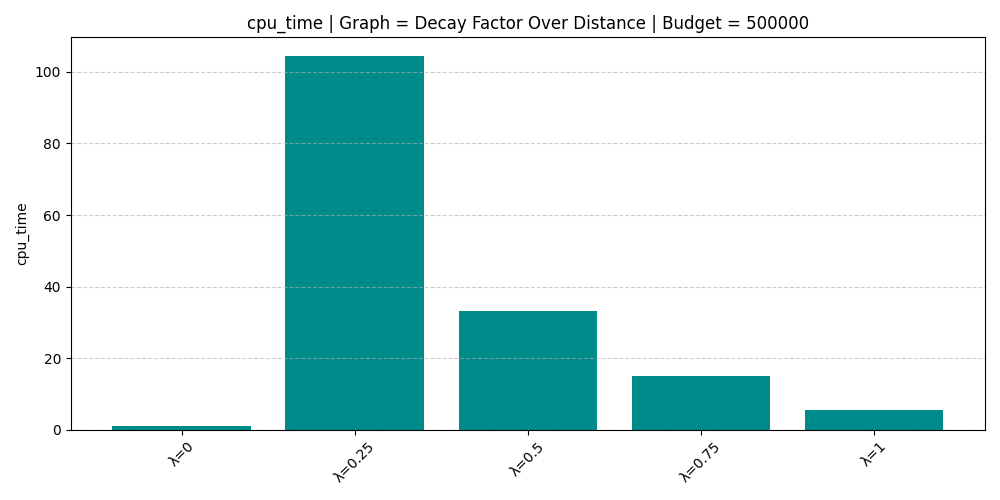 cpu_time | Graph = Decay Factor Over Distance | Budget = 500000
cpu_time
100
80
60
40
20
0
λ=0
λ=0.25
λ=0.5
λ=0.75
λ=1